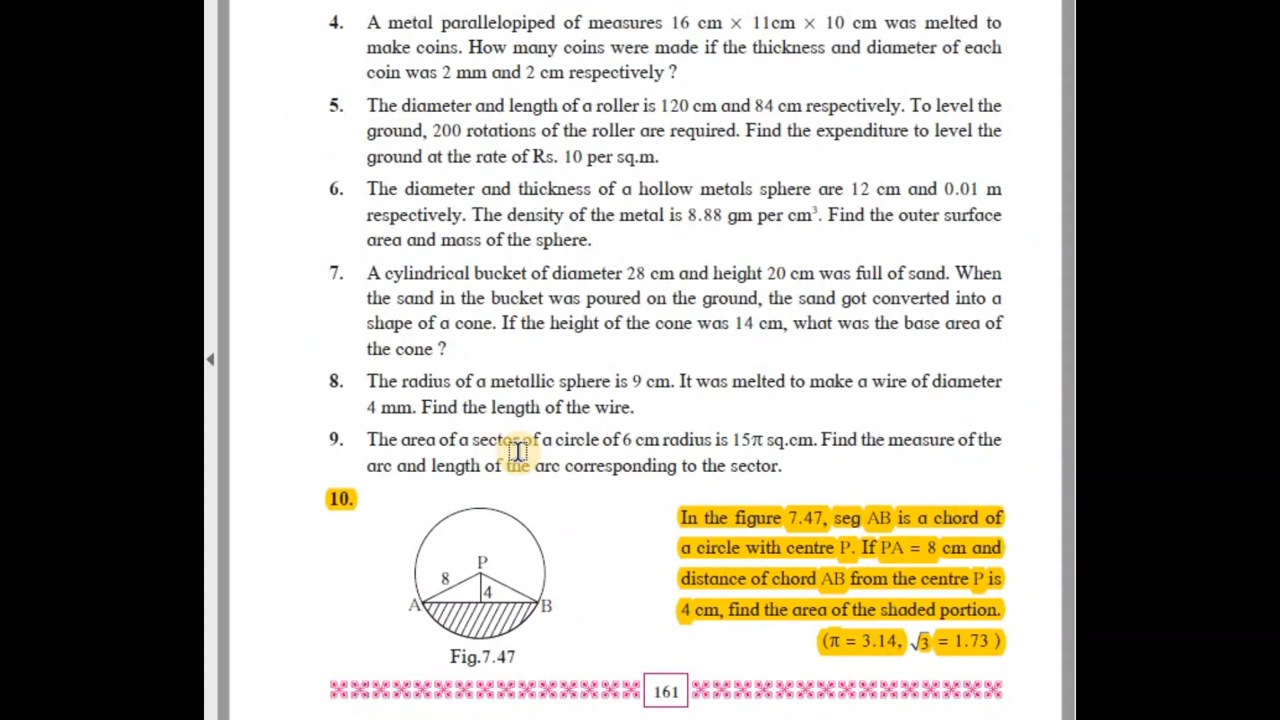 4. A metal parallelopiped of measures 16 cm × 11cm × 10 cm was melted to
make coins. How many coins were made if the thickness and diameter of each
coin was 2 mm and 2 cm respectively ?
5. The diameter and length of a roller is 120 cm and 84 cm respectively. To level the
ground, 200 rotations of the roller are required. Find the expenditure to level the
ground at the rate of Rs. 10 per sq.m.
6. The diameter and thickness of a hollow metals sphere are 12 cm and 0.01 m
respectively. The density of the metal is 8.88 gm per cm³. Find the outer surface
area and mass of the sphere.
7. A cylindrical bucket of diameter 28 cm and height 20 cm was full of sand. When
the sand in the bucket was poured on the ground, the sand got converted into a
shape of a cone. If the height of the cone was 14 cm, what was the base area of
the cone ?
8. The radius of a metallic sphere is 9 cm. It was melted to make a wire of diameter
4 mm. Find the length of the wire.
9. The area of a sector of a circle of 6 cm radius is 15π sq.cm. Find the measure of the
arc and length of the arc corresponding to the sector.
10.
P
8
4
A
B
Fig.7.47
In the figure 7.47, seg AB is a chord of
a circle with centre P. If PA = 8 cm and
distance of chord AB from the centre P is
4 cm, find the area of the shaded portion.
(π = 3.14, √3 = 1.73 )
161